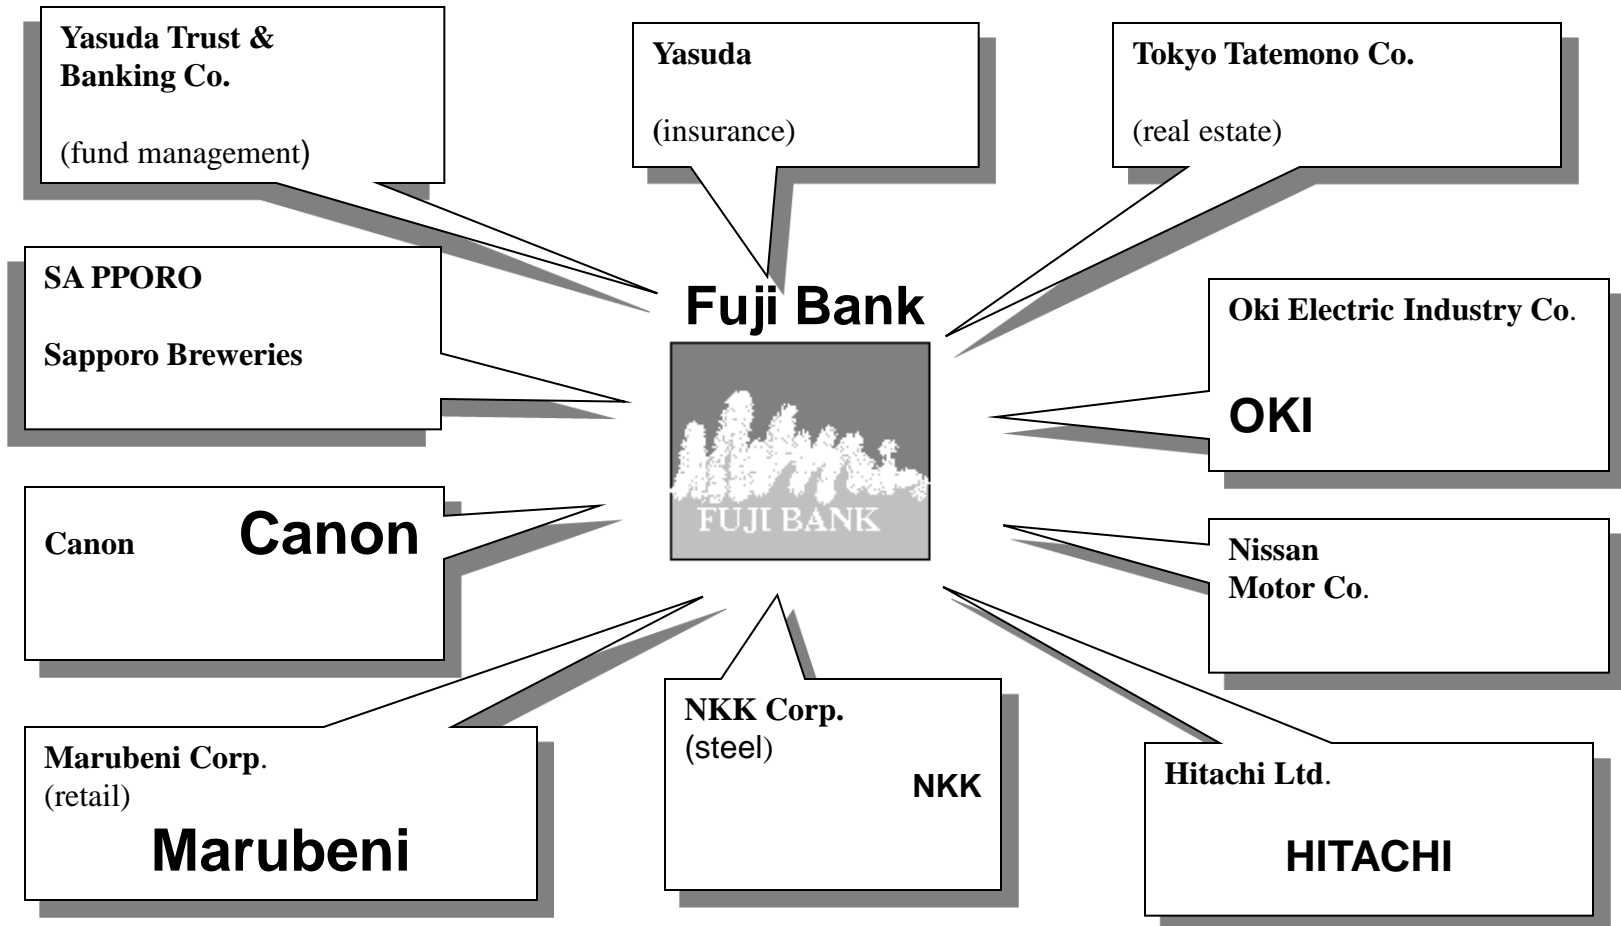 Yasuda Trust &
Banking Co.
(fund management)
Yasuda
(insurance)
Tokyo Tatemono Co.
(real estate)
SA PPORO
Sapporo Breweries
Fuji Bank
FUJI BANK
Oki Electric Industry Co.
OKI
Canon
Canon
Nissan
Motor Co.
Marubeni Corp.
(retail)
Marubeni
NKK Corp.
(steel)
NKK
Hitachi Ltd.
HITACHI